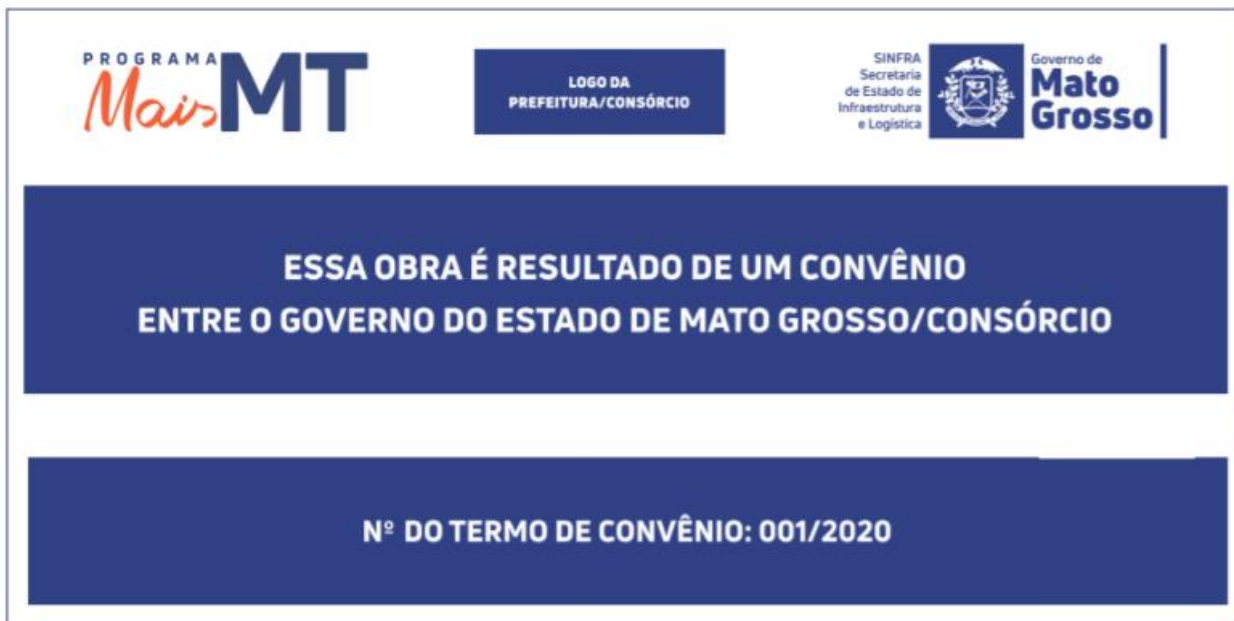 PROGRAMA
Mais MT
LOGO DA
PREFEITURA/CONSÓRCIO
SINFRA
Secretaria
de Estado de
Infraestrutura
e Logística
Governo de
Mato
Grosso
ESSA OBRA É RESULTADO DE UM CONVÊNIO
ENTRE O GOVERNO DO ESTADO DE MATO GROSSO/CONSÓRCIO
Nº DO TERMO DE CONVÊNIO: 001/2020